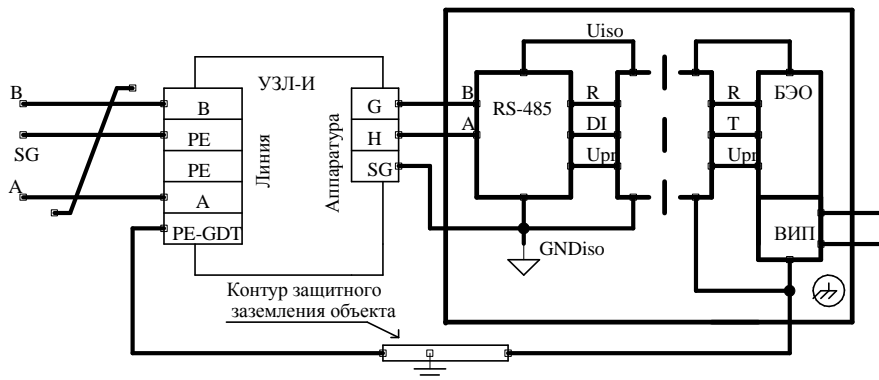 Uiso
УЗЛ-И
B
B
G
B
RS-485
R
R
БЭО
SG
PE
H
A
DI
T
PE
SG
Upr
Upr
A
A
Линия
Аппаратура
PE-GDT
ВИП
GNDiso
Контур защитного
заземления объекта